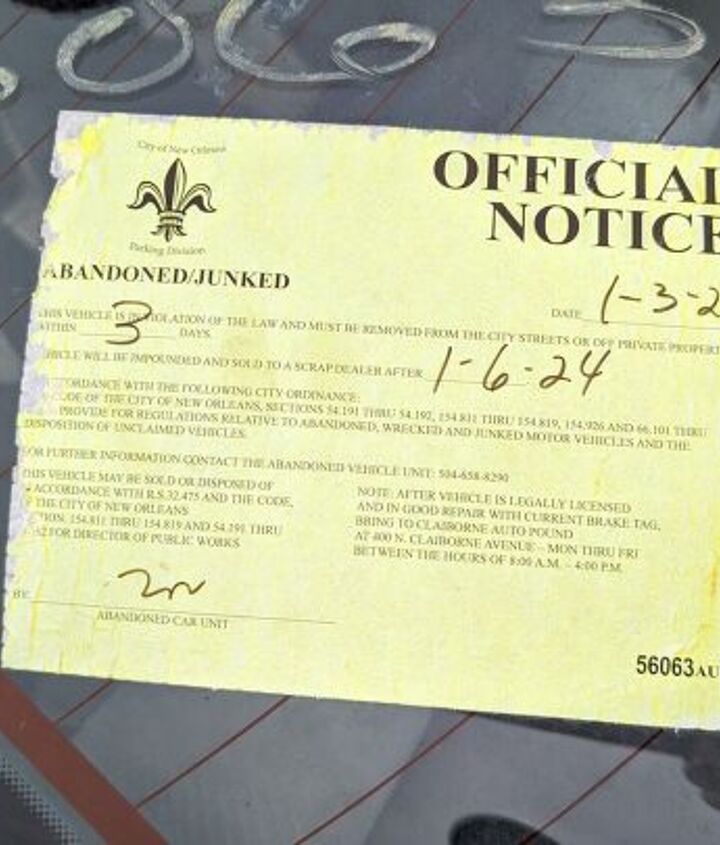 City of New Orleans
Parking Division
OFFICIAL
NOTICE
ABANDONED/JUNKED
DATE 1-3-2
THIS VEHICLE IS IN VIOLATION OF THE LAW AND MUST BE REMOVED FROM THE CITY STREETS OR OFF PRIVATE PROPERT
WITHIN 3 DAYS
VEHICLE WILL BE IMPOUNDED AND SOLD TO A SCRAP DEALER AFTER 1-6-24
ORDANCE WITH THE FOLLOWING CITY ORDINANCE:
CODE OF THE CITY OF NEW ORLEANS, SECTIONS 54.191 THRU 54.192, 154.811 THRU 154.819, 154.926 AND 66.101 THRU
PROVIDE FOR REGULATIONS RELATIVE TO ABANDONED, WRECKED AND JUNKED MOTOR VEHICLES AND THE
DISPOSITION OF UNCLAIMED VEHICLES.
FOR FURTHER INFORMATION CONTACT THE ABANDONED VEHICLE UNIT: 504-658-8290
THIS VEHICLE MAY BE SOLD OR DISPOSED OF
ACCORDANCE WITH R.S.32.475 AND THE CODE,
THE CITY OF NEW ORLEANS
TION, 154.811 THRU 154.819 AND 54.191 THRU
FOR DIRECTOR OF PUBLIC WORKS
NOTE: AFTER VEHICLE IS LEGALLY LICENSED
AND IN GOOD REPAIR WITH CURRENT BRAKE TAG,
BRING TO CLAIBORNE AUTO POUND
AT 400 N. CLAIBORNE AVENUE – MON THRU FRI
BETWEEN THE HOURS OF 8:00 A.M. – 4:00 P.M.
BY:
ABANDONED CAR UNIT
56063AU